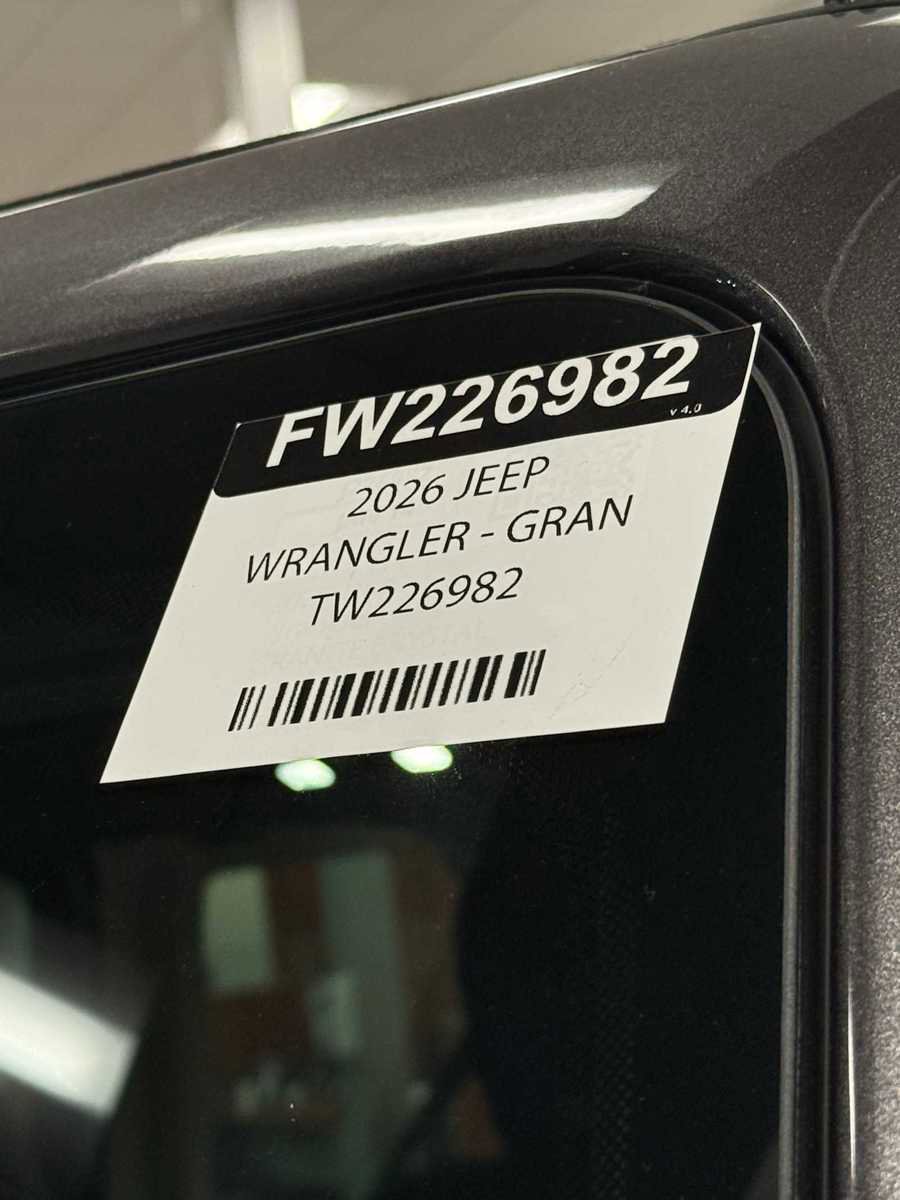 FW226982
v 4.0
2026 JEEP
WRANGLER - GRAN
TW226982